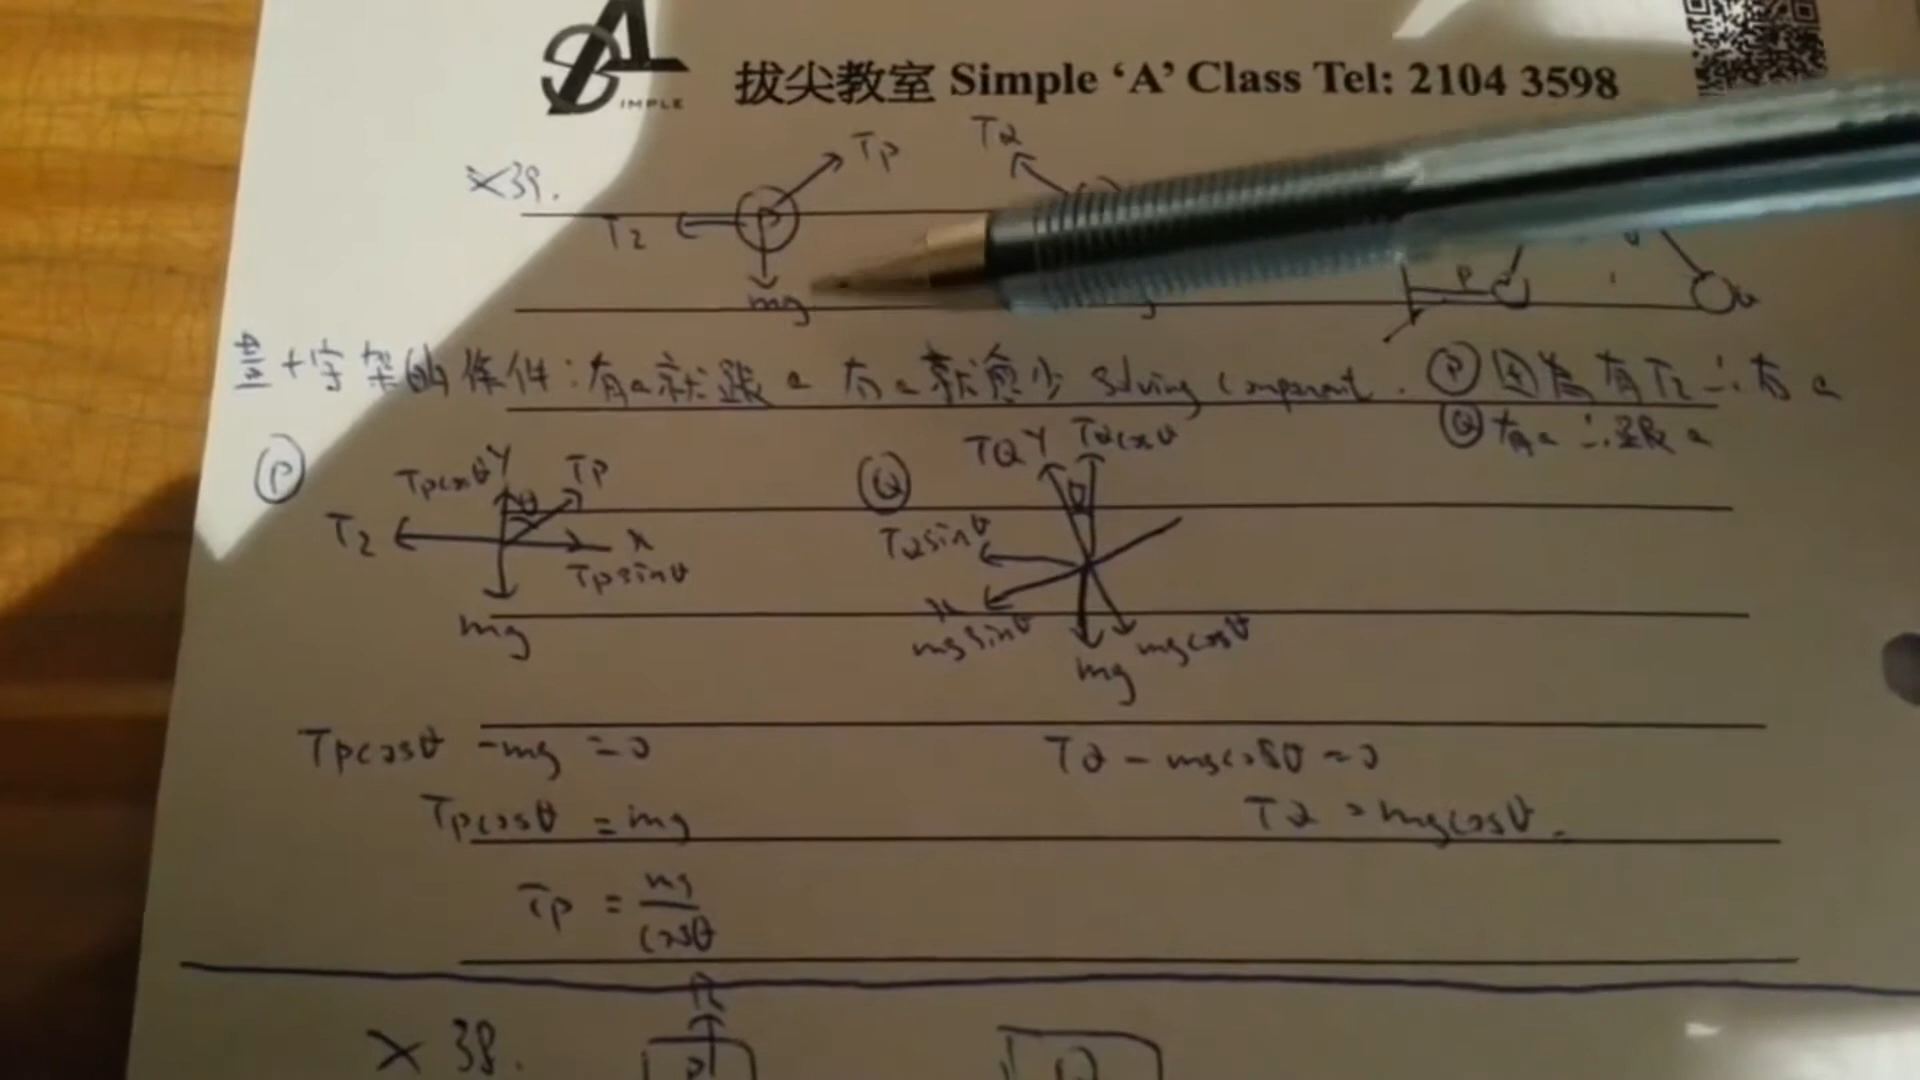 IMPLE
拔尖教室 Simple ‘A’ Class Tel: 2104 3598
X39.
TP
TQ
T2
P
mg
P
畫十字架的條件:有a就跟a 冇a就愈少 solving component.
P 因為有T2 ∴冇a
Q 有a ∴跟a
P
Tpcosθ Y
TP
θ
T2
x
Tpsinθ
mg
Q
TQ Y
TQcosθ
θ
TQsinθ
x
mgsinθ
mg
mgcosθ
Tpcosθ - mg = 0
TQ - mgcosθ = 0
Tpcosθ = mg
TQ = mgcosθ.
Tp = mg/cosθ
X 38.
R
P
Q